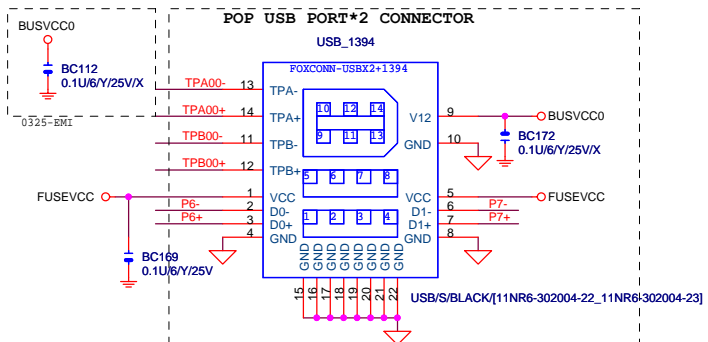 POP USB PORT*2 CONNECTOR
BUSVCC0
USB_1394
BC112
0.1U/6/Y/25V/X
0325-EMI
FOXCONN-USBX2+1394
TPA00- 13 TPA-
TPA00+ 14 TPA+
TPB00- 11 TPB-
TPB00+ 12 TPB+
10 12 14
9 11 13
V12 9 BUSVCC0
GND 10
BC172
0.1U/6/Y/25V/X
5 6 7 8
FUSEVCC 1 VCC
P6- 2 D0-
P6+ 3 D0+
4 GND
1 2 3 4
VCC 5 FUSEVCC
D1- 6 P7-
D1+ 7 P7+
GND 8
BC169
0.1U/6/Y/25V
GND GND GND GND GND GND GND GND
15 16 17 18 19 20 21 22
USB/S/BLACK/[11NR6-302004-22_11NR6-302004-23]